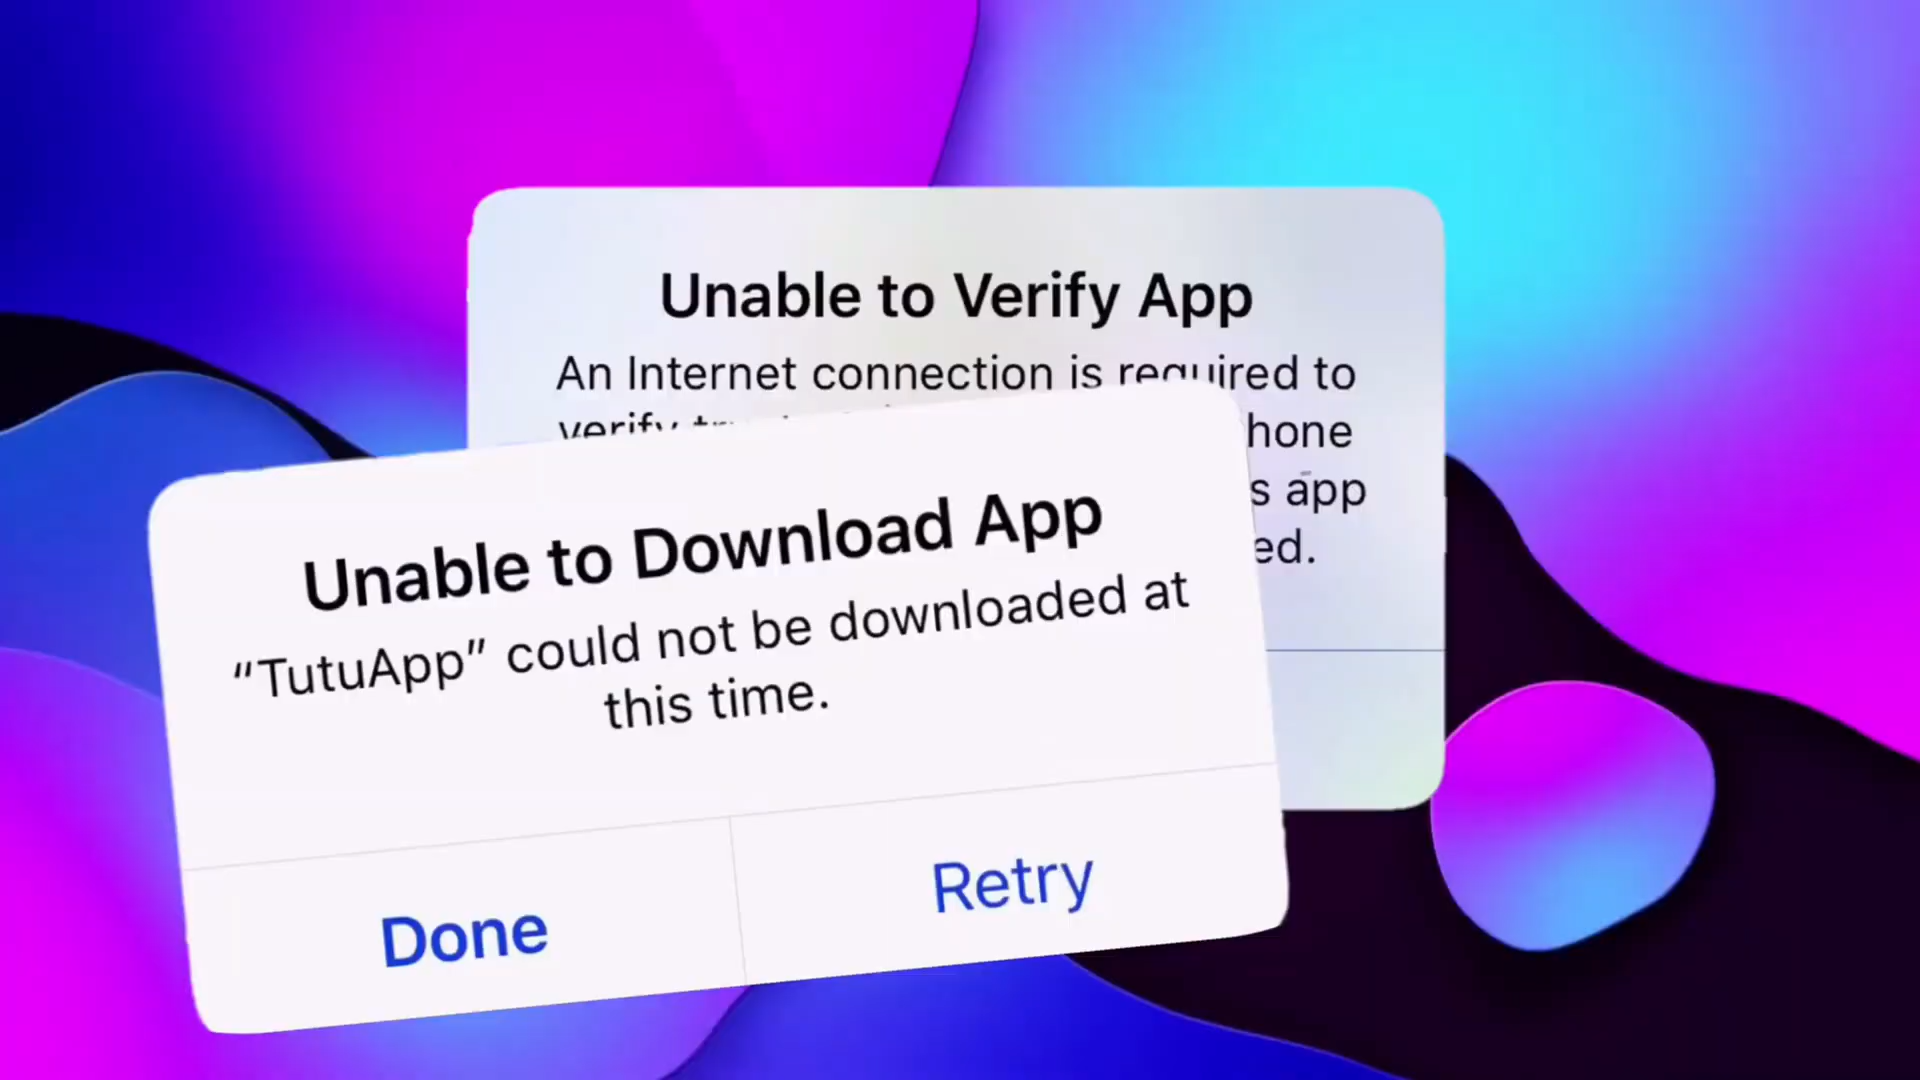 Unable to Verify App
An Internet connection is required to
verify
hone
s app
ed.
Unable to Download App
“TutuApp” could not be downloaded at
this time.
Done
Retry